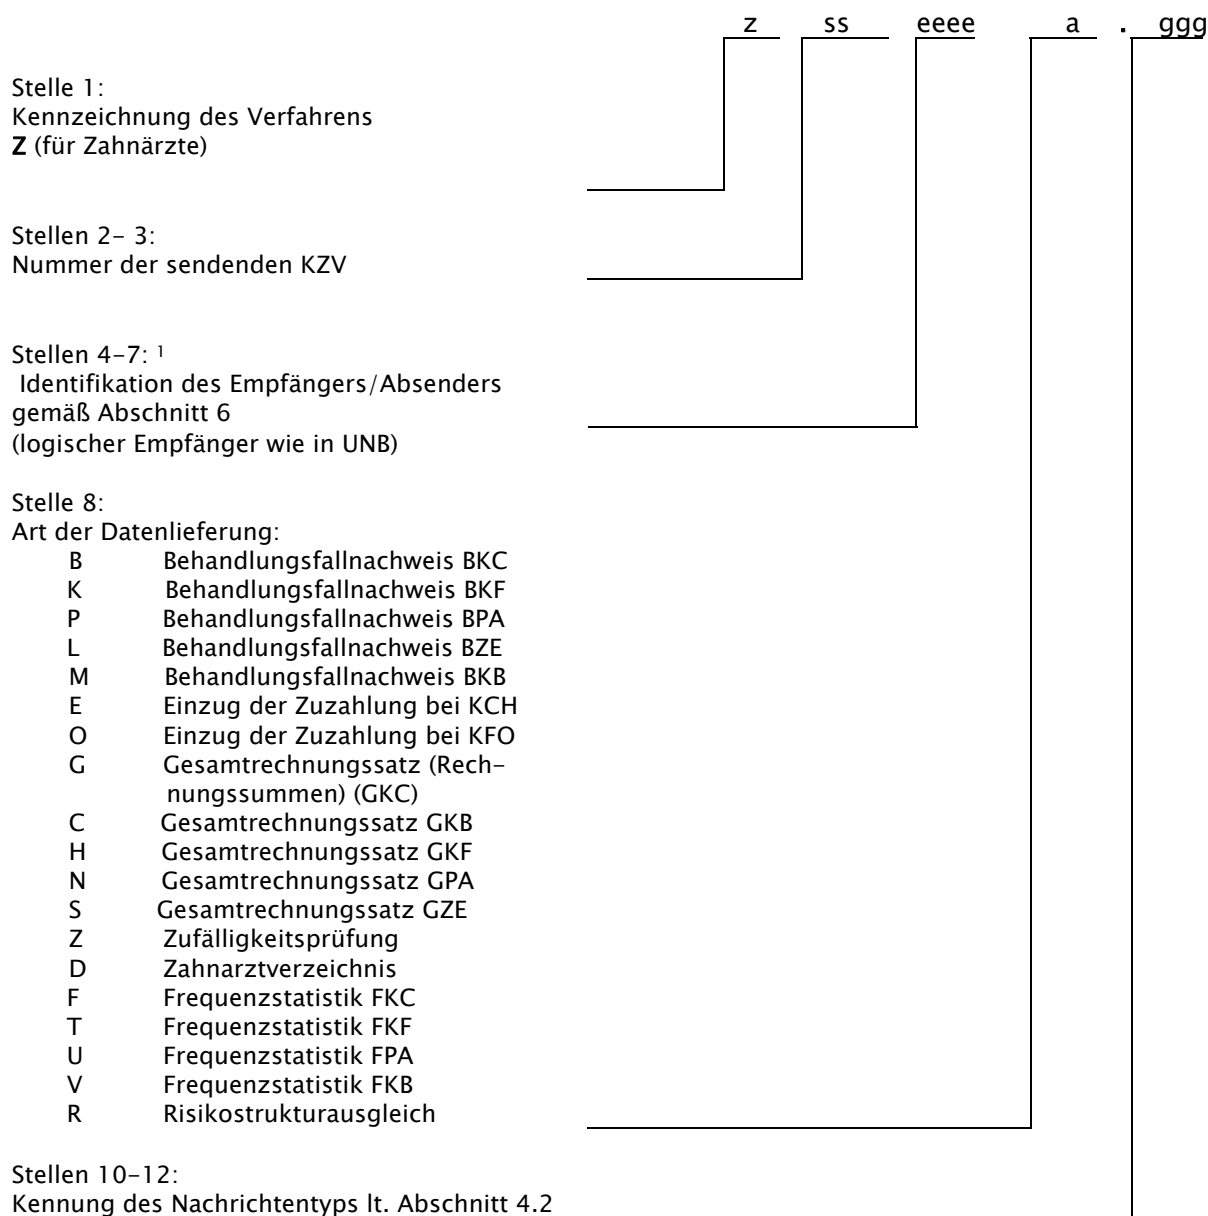 z ss eeee a . ggg
Stelle 1:
Kennzeichnung des Verfahrens
Z (für Zahnärzte)
Stellen 2- 3:
Nummer der sendenden KZV
Stellen 4-7: 1
Identifikation des Empfängers/Absenders
gemäß Abschnitt 6
(logischer Empfänger wie in UNB)
Stelle 8:
Art der Datenlieferung:
B Behandlungsfallnachweis BKC
K Behandlungsfallnachweis BKF
P Behandlungsfallnachweis BPA
L Behandlungsfallnachweis BZE
M Behandlungsfallnachweis BKB
E Einzug der Zuzahlung bei KCH
O Einzug der Zuzahlung bei KFO
G Gesamtrechnungssatz (Rech-
nungssummen) (GKC)
C Gesamtrechnungssatz GKB
H Gesamtrechnungssatz GKF
N Gesamtrechnungssatz GPA
S Gesamtrechnungssatz GZE
Z Zufälligkeitsprüfung
D Zahnarztverzeichnis
F Frequenzstatistik FKC
T Frequenzstatistik FKF
U Frequenzstatistik FPA
V Frequenzstatistik FKB
R Risikostrukturausgleich
Stellen 10-12:
Kennung des Nachrichtentyps lt. Abschnitt 4.2